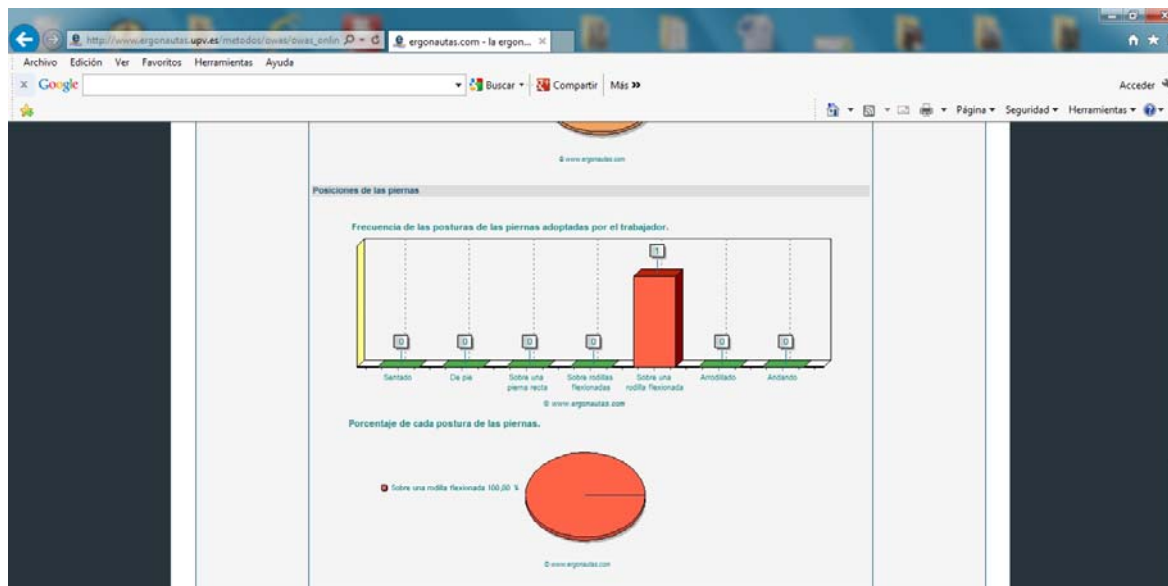 http://www.ergonautas.upv.es/metodos/owas/owas_onlin
ergonautas.com - la ergon...
Archivo Edición Ver Favoritos Herramientas Ayuda
x Google Buscar Compartir Más »
Acceder
Página Seguridad Herramientas
© www.ergonautas.com
Posiciones de las piernas
Frecuencia de las posturas de las piernas adoptadas por el trabajador.
1
0 0 0 0 0 0
Sentado De pie Sobre una pierna recta Sobre rodillas flexionadas Sobre una rodilla flexionada Arrodillado Andando
© www.ergonautas.com
Porcentaje de cada postura de las piernas.
Sobre una rodilla flexionada 100,00 %
© www.ergonautas.com